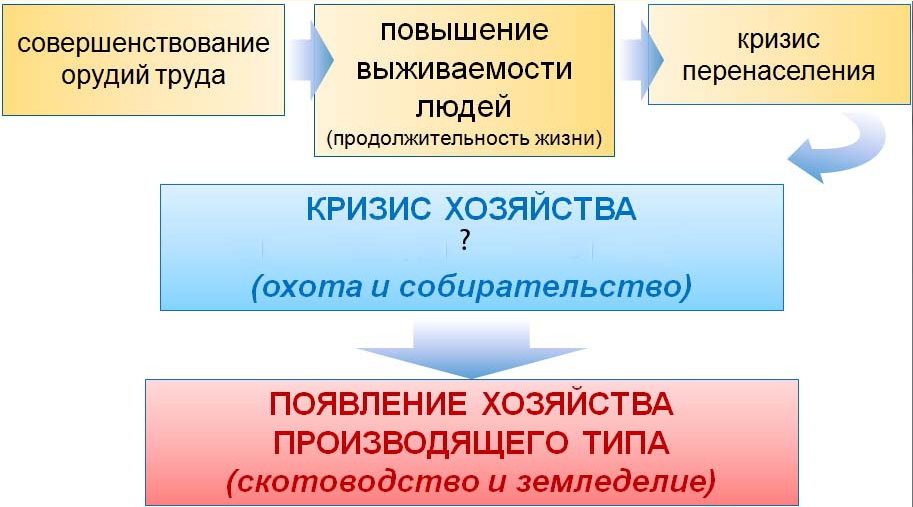 совершенствование
орудий труда
повышение
выживаемости
людей
(продолжительность жизни)
кризис
перенаселения
КРИЗИС ХОЗЯЙСТВА
?
(охота и собирательство)
ПОЯВЛЕНИЕ ХОЗЯЙСТВА
ПРОИЗВОДЯЩЕГО ТИПА
(скотоводство и земледелие)